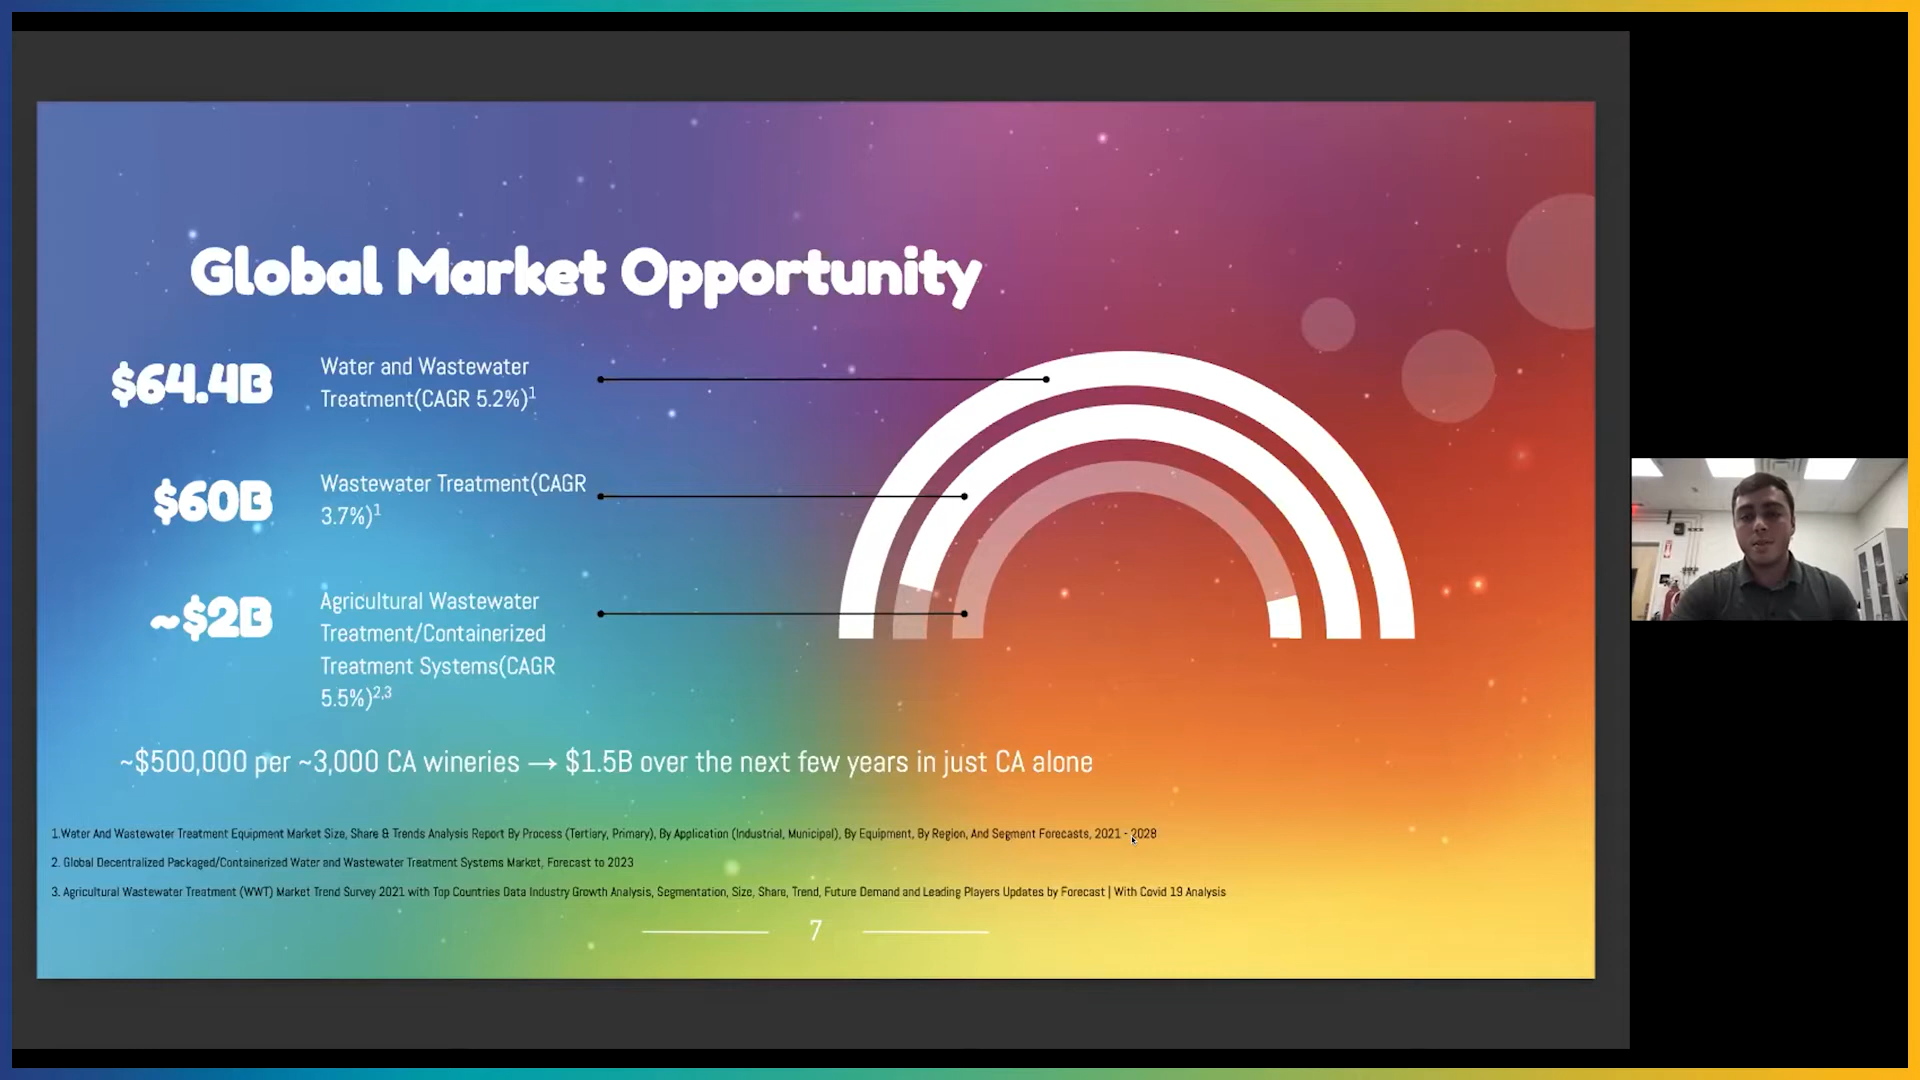 Global Market Opportunity
$64.4B
Water and Wastewater
Treatment(CAGR 5.2%)1
$60B
Wastewater Treatment(CAGR
3.7%)1
~$2B
Agricultural Wastewater
Treatment/Containerized
Treatment Systems(CAGR
5.5%)2,3
~$500,000 per ~3,000 CA wineries → $1.5B over the next few years in just CA alone
1.Water And Wastewater Treatment Equipment Market Size, Share & Trends Analysis Report By Process (Tertiary, Primary), By Application (Industrial, Municipal), By Equipment, By Region, And Segment Forecasts, 2021 - 2028
2. Global Decentralized Packaged/Containerized Water and Wastewater Treatment Systems Market, Forecast to 2023
3. Agricultural Wastewater Treatment (WWT) Market Trend Survey 2021 with Top Countries Data Industry Growth Analysis, Segmentation, Size, Share, Trend, Future Demand and Leading Players Updates by Forecast | With Covid 19 Analysis
7